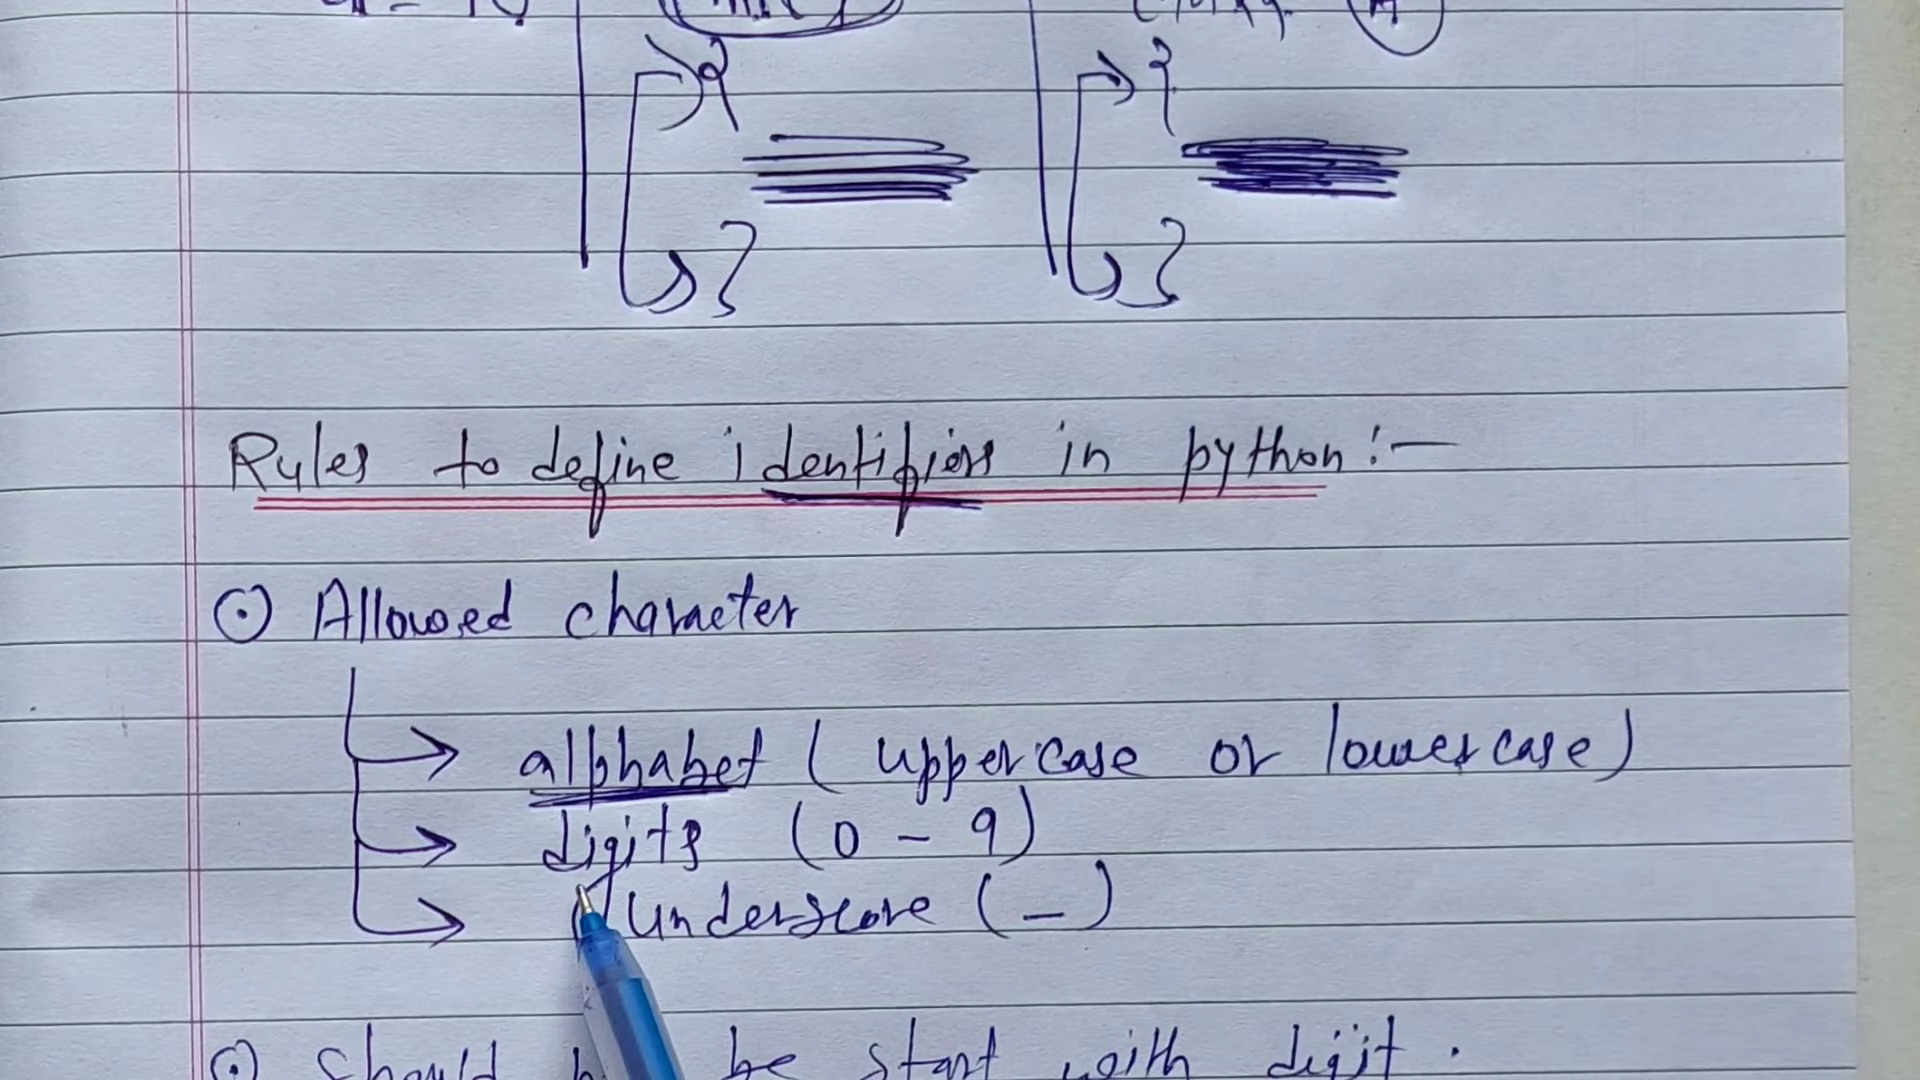 { {
} }
Rules to define identifiers in python :-
⊙ Allowed character
→ alphabet ( uppercase or lowercase )
→ digits ( 0 - 9 )
→ underscore ( _ )
⊙ should be start with digit .